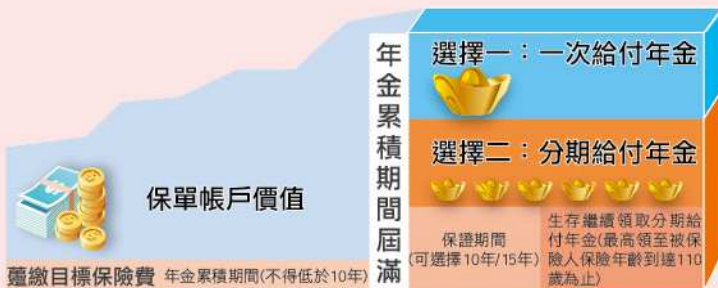 保單帳戶價值
躉繳目標保險費 年金累積期間(不得低於10年)
年金累積期間屆滿
選擇一：一次給付年金
選擇二：分期給付年金
保證期間
(可選擇10年/15年)
生存繼續領取分期給
付年金(最高領至被保
險人保險年齡到達110
歲為止)